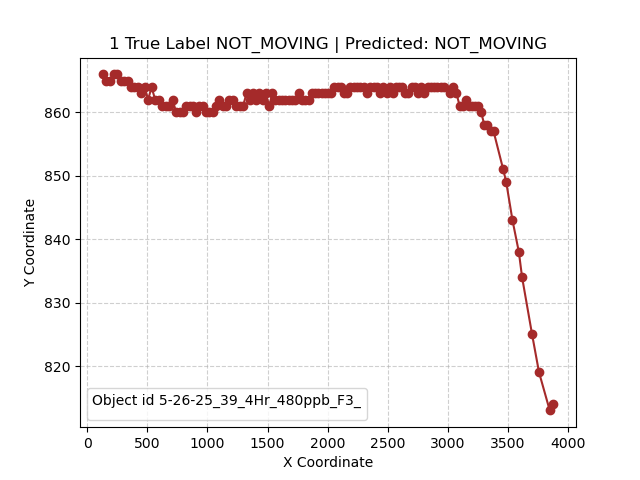 1 True Label NOT_MOVING | Predicted: NOT_MOVING
860
850
840
830
820
Y Coordinate
Object id 5-26-25_39_4Hr_480ppb_F3_
0 500 1000 1500 2000 2500 3000 3500 4000
X Coordinate